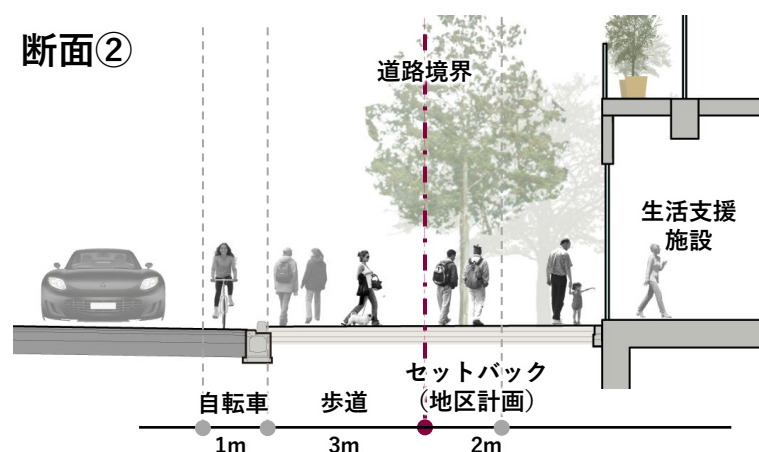 断面②
道路境界
生活支援
施設
セットバック
(地区計画)
自転車
歩道
1m
3m
2m